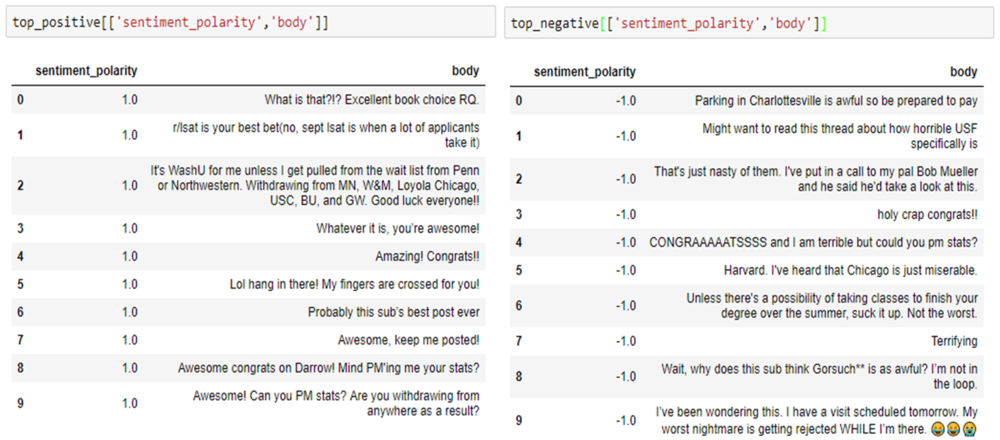 top_positive[['sentiment_polarity','body']]
sentiment_polarity body
0 1.0 What is that?!? Excellent book choice RQ.
1 1.0 r/lsat is your best bet(no, sept lsat is when a lot of applicants
take it)
2 1.0 It's WashU for me unless I get pulled from the wait list from Penn
or Northwestern. Withdrawing from MN, W&M, Loyola Chicago,
USC, BU, and GW. Good luck everyone!!
3 1.0 Whatever it is, you're awesome!
4 1.0 Amazing! Congrats!!
5 1.0 Lol hang in there! My fingers are crossed for you!
6 1.0 Probably this sub's best post ever
7 1.0 Awesome, keep me posted!
8 1.0 Awesome congrats on Darrow! Mind PM'ing me your stats?
9 1.0 Awesome! Can you PM stats? Are you withdrawing from
anywhere as a result?
top_negative[['sentiment_polarity','body']]
sentiment_polarity body
0 -1.0 Parking in Charlottesville is awful so be prepared to pay
1 -1.0 Might want to read this thread about how horrible USF
specifically is
2 -1.0 That's just nasty of them. I've put in a call to my pal Bob Mueller
and he said he'd take a look at this.
3 -1.0 holy crap congrats!!
4 -1.0 CONGRAAAAATSSSS and I am terrible but could you pm stats?
5 -1.0 Harvard. I've heard that Chicago is just miserable.
6 -1.0 Unless there's a possibility of taking classes to finish your
degree over the summer, suck it up. Not the worst.
7 -1.0 Terrifying
8 -1.0 Wait, why does this sub think Gorsuch** is as awful? I'm not in
the loop.
9 -1.0 I've been wondering this. I have a visit scheduled tomorrow. My
worst nightmare is getting rejected WHILE I'm there. 😂😂😭